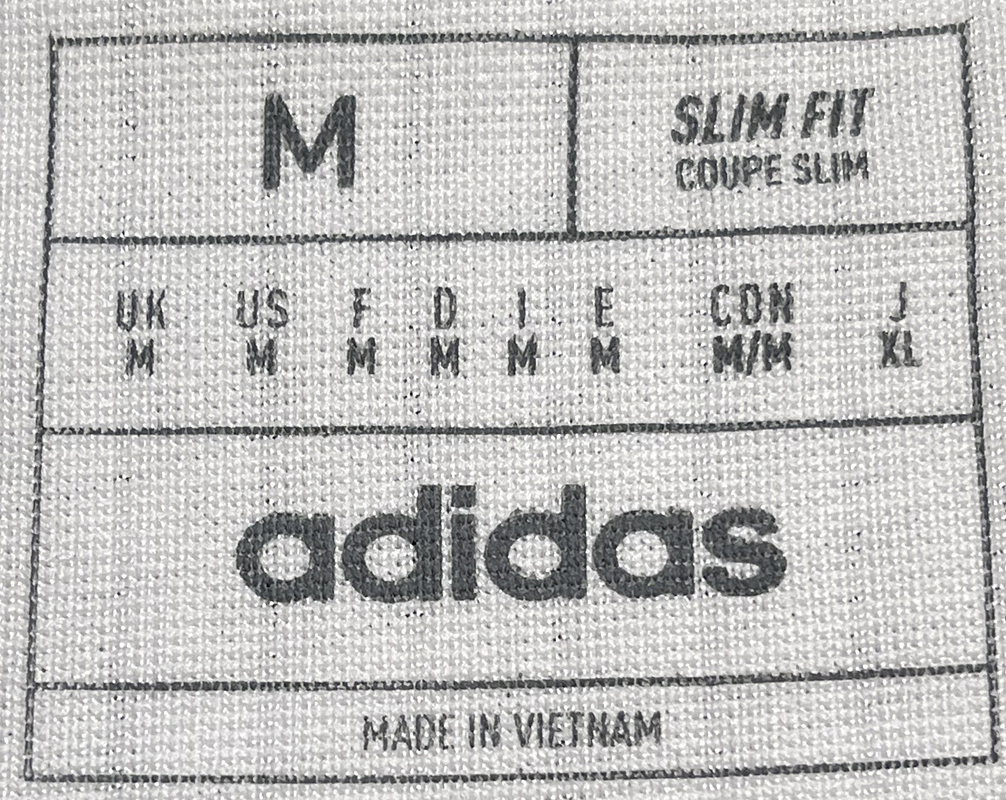 M
SLIM FIT
COUPE SLIM
UK US F D I E CDN J
M M M M M M M/M XL
adidas
MADE IN VIETNAM